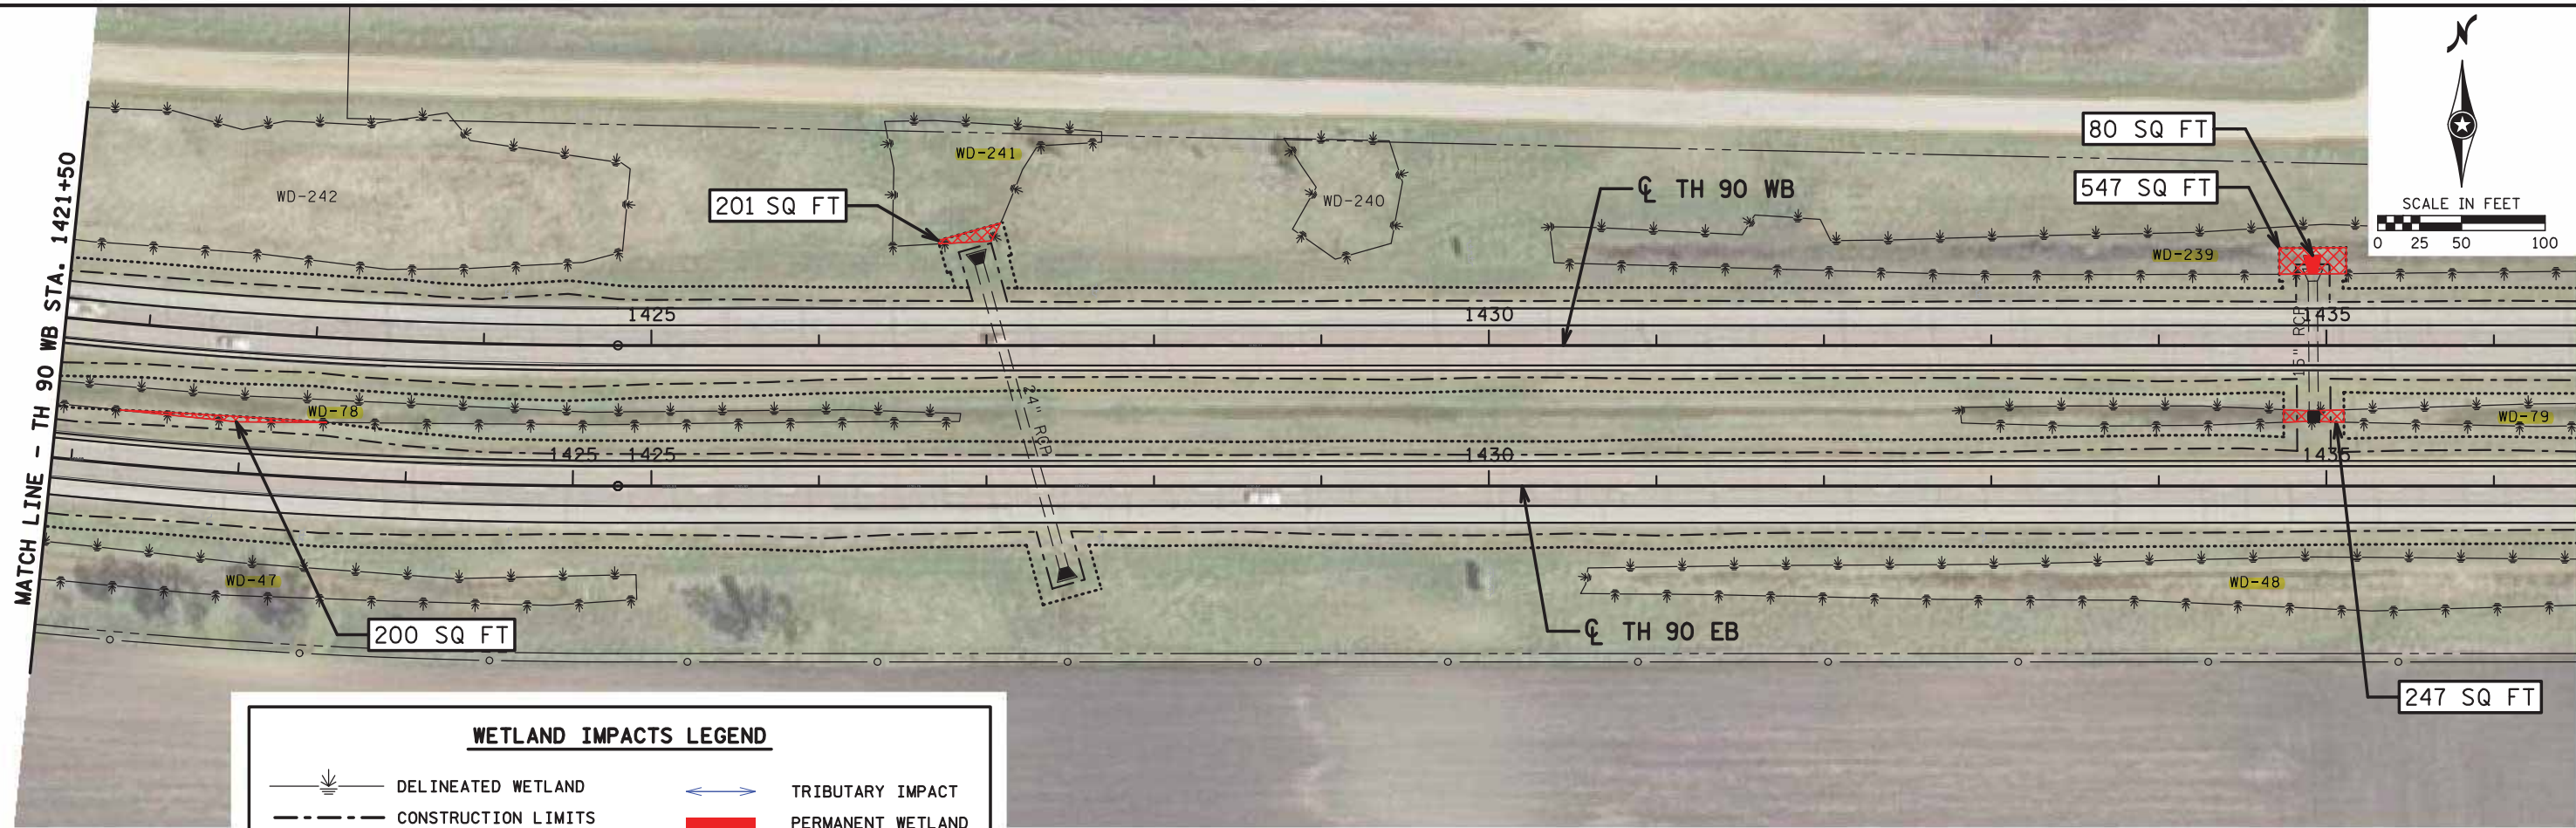 N
SCALE IN FEET
0 25 50 100
80 SQ FT
547 SQ FT
WD-241
WD-242
201 SQ FT
WD-240
℄ TH 90 WB
WD-239
MATCH LINE - TH 90 WB STA. 1421+50
1425
1430
1435
15" RCP
WD-78
24" RCP
WD-79
1425
1425
1430
1435
WD-47
WD-48
200 SQ FT
℄ TH 90 EB
247 SQ FT
WETLAND IMPACTS LEGEND
DELINEATED WETLAND
TRIBUTARY IMPACT
CONSTRUCTION LIMITS
PERMANENT WETLAND